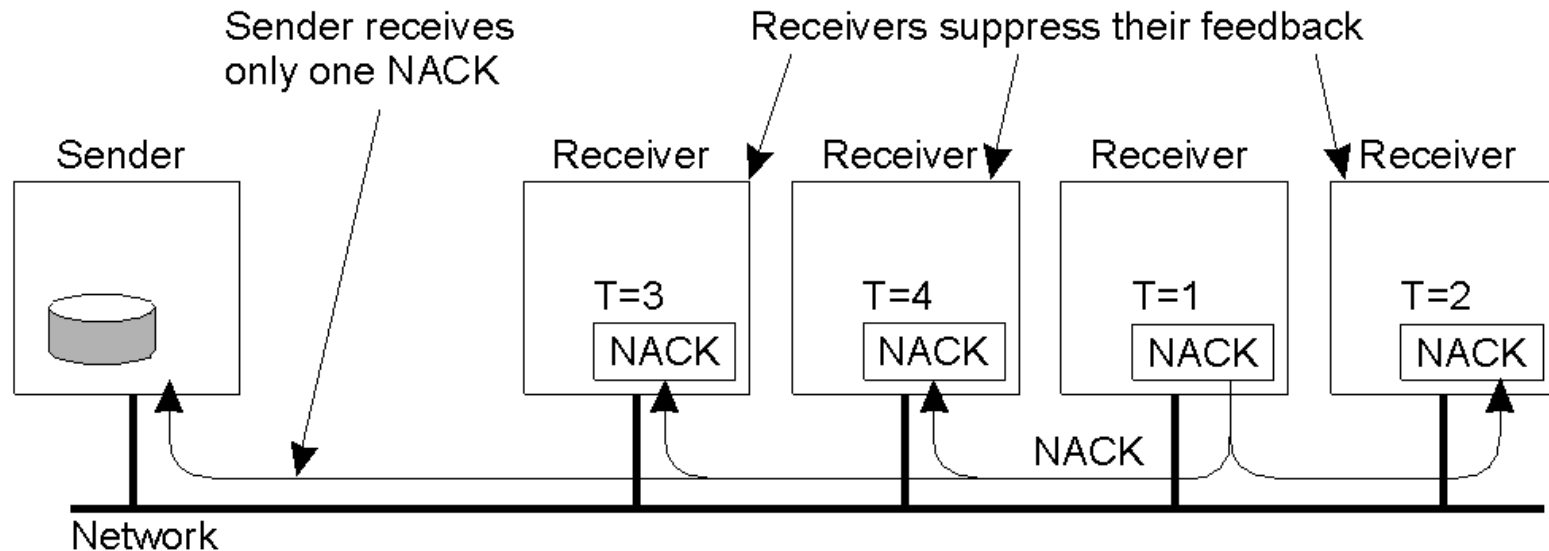 Sender receives
only one NACK
Receivers suppress their feedback
Sender
Receiver
Receiver
Receiver
Receiver
T=3
T=4
T=1
T=2
NACK
NACK
NACK
NACK
NACK
Network